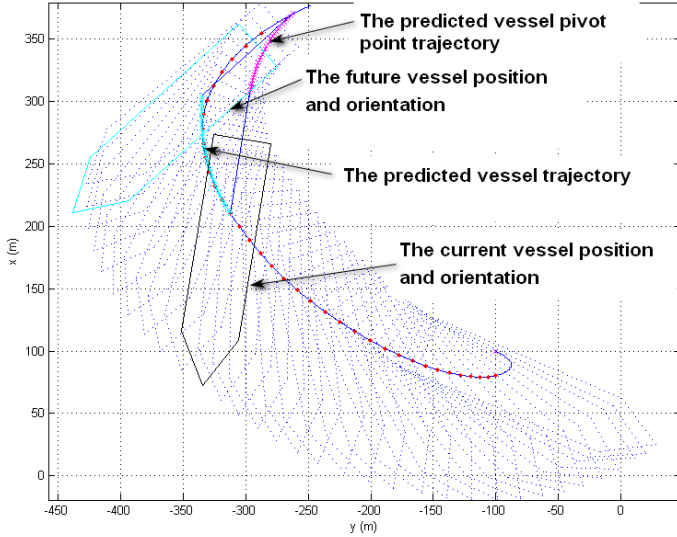 The predicted vessel pivot
point trajectory
The future vessel position
and orientation
The predicted vessel trajectory
The current vessel position
and orientation
x (m)
350
300
250
200
150
100
50
0
-450
-400
-350
-300
-250
-200
-150
-100
-50
0
y (m)